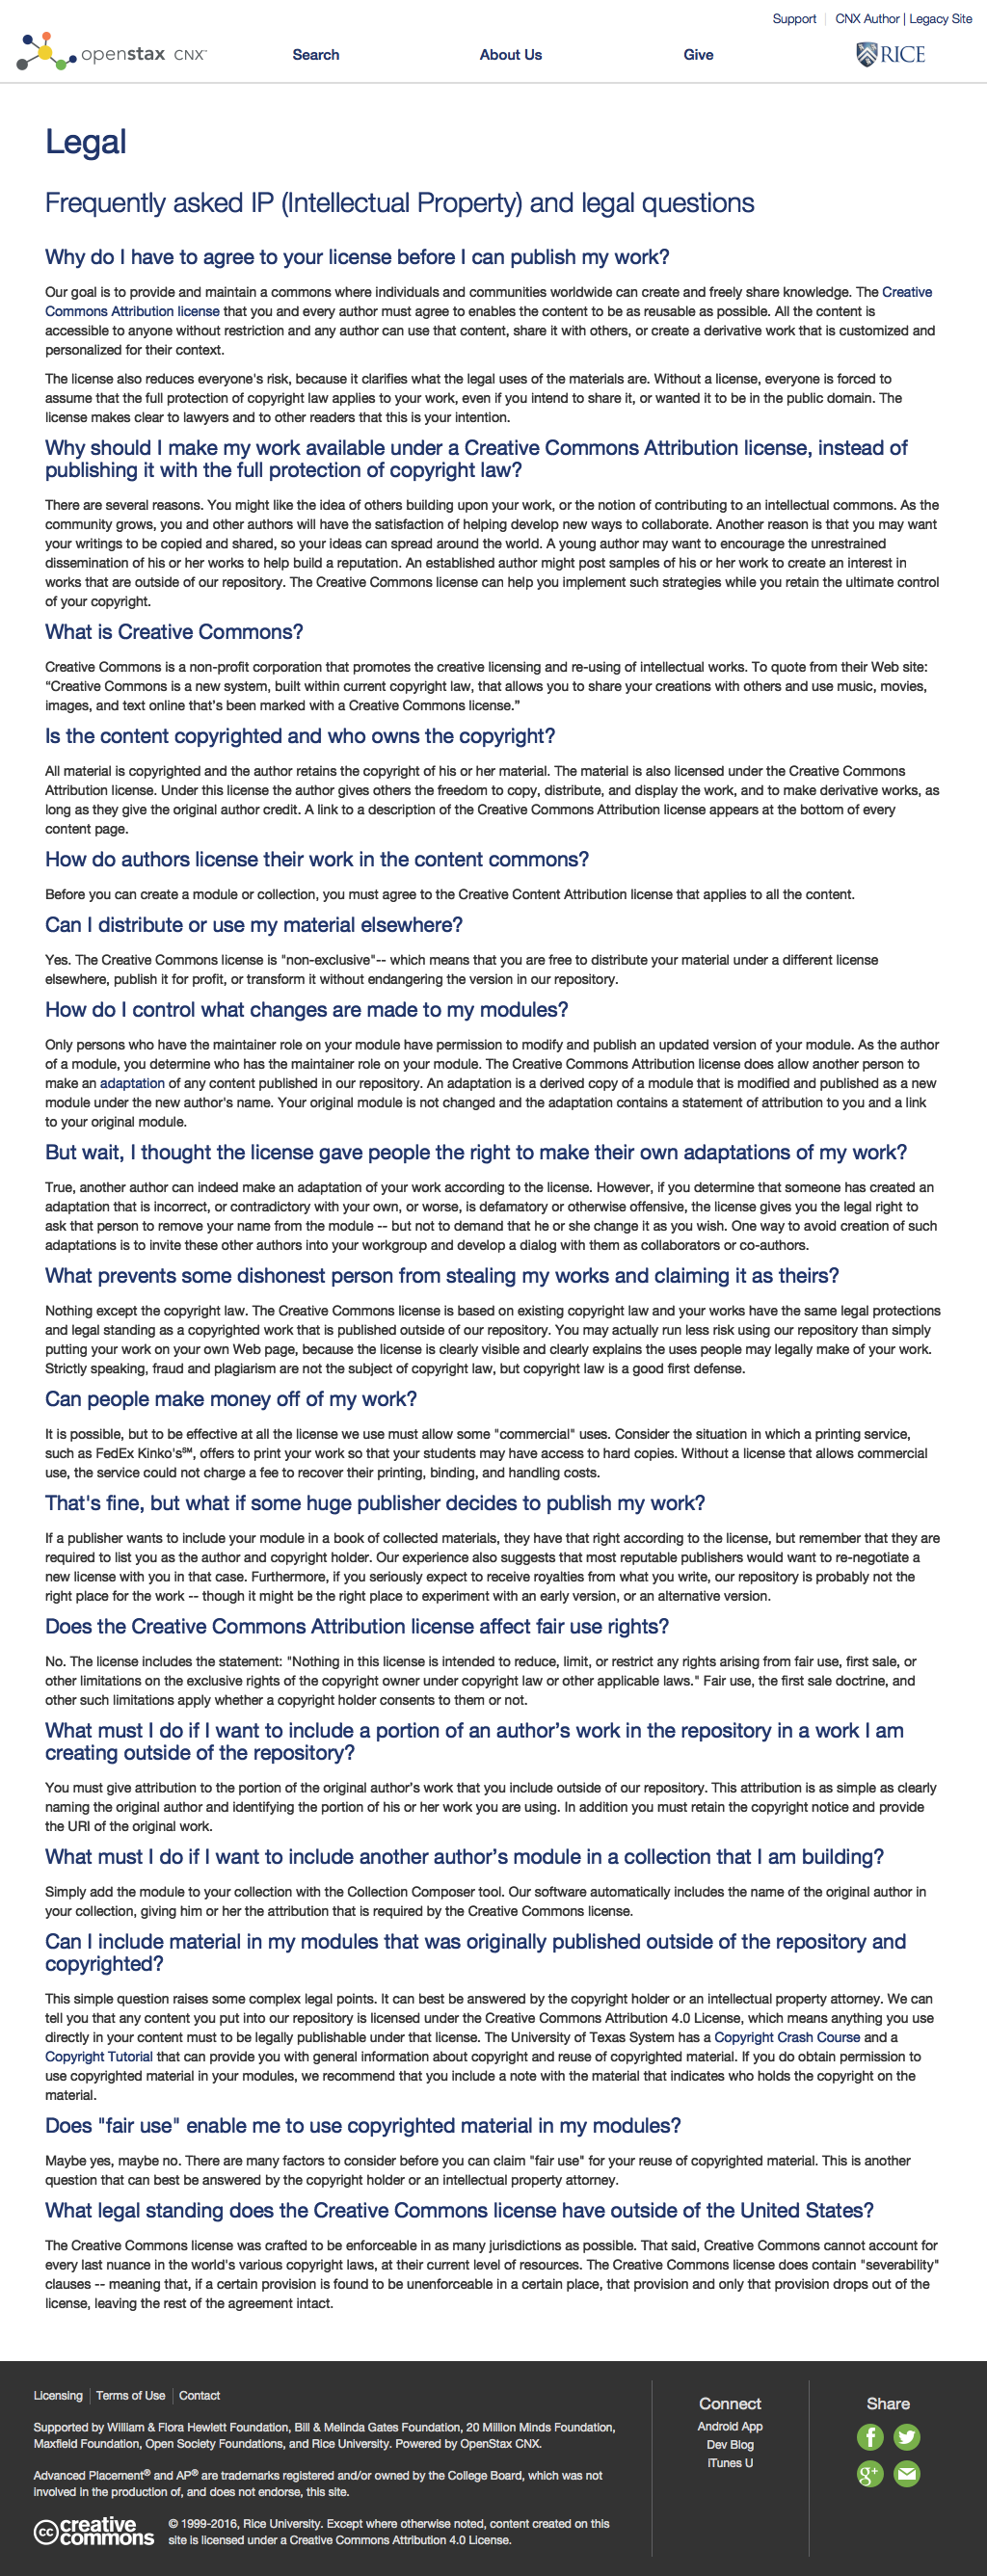 Support | CNX Author | Legacy Site
openstax CNX™
Search About Us Give RICE
Legal
Frequently asked IP (Intellectual Property) and legal questions
Why do I have to agree to your license before I can publish my work?
Our goal is to provide and maintain a commons where individuals and communities worldwide can create and freely share knowledge. The Creative
Commons Attribution license that you and every author must agree to enables the content to be as reusable as possible. All the content is
accessible to anyone without restriction and any author can use that content, share it with others, or create a derivative work that is customized and
personalized for their context.
The license also reduces everyone's risk, because it clarifies what the legal uses of the materials are. Without a license, everyone is forced to
assume that the full protection of copyright law applies to your work, even if you intend to share it, or wanted it to be in the public domain. The
license makes clear to lawyers and to other readers that this is your intention.
Why should I make my work available under a Creative Commons Attribution license, instead of
publishing it with the full protection of copyright law?
There are several reasons. You might like the idea of others building upon your work, or the notion of contributing to an intellectual commons. As the
community grows, you and other authors will have the satisfaction of helping develop new ways to collaborate. Another reason is that you may want
your writings to be copied and shared, so your ideas can spread around the world. A young author may want to encourage the unrestrained
dissemination of his or her works to help build a reputation. An established author might post samples of his or her work to create an interest in
works that are outside of our repository. The Creative Commons license can help you implement such strategies while you retain the ultimate control
of your copyright.
What is Creative Commons?
Creative Commons is a non-profit corporation that promotes the creative licensing and re-using of intellectual works. To quote from their Web site:
“Creative Commons is a new system, built within current copyright law, that allows you to share your creations with others and use music, movies,
images, and text online that’s been marked with a Creative Commons license.”
Is the content copyrighted and who owns the copyright?
All material is copyrighted and the author retains the copyright of his or her material. The material is also licensed under the Creative Commons
Attribution license. Under this license the author gives others the freedom to copy, distribute, and display the work, and to make derivative works, as
long as they give the original author credit. A link to a description of the Creative Commons Attribution license appears at the bottom of every
content page.
How do authors license their work in the content commons?
Before you can create a module or collection, you must agree to the Creative Content Attribution license that applies to all the content.
Can I distribute or use my material elsewhere?
Yes. The Creative Commons license is "non-exclusive"-- which means that you are free to distribute your material under a different license
elsewhere, publish it for profit, or transform it without endangering the version in our repository.
How do I control what changes are made to my modules?
Only persons who have the maintainer role on your module have permission to modify and publish an updated version of your module. As the author
of a module, you determine who has the maintainer role on your module. The Creative Commons Attribution license does allow another person to
make an adaptation of any content published in our repository. An adaptation is a derived copy of a module that is modified and published as a new
module under the new author's name. Your original module is not changed and the adaptation contains a statement of attribution to you and a link
to your original module.
But wait, I thought the license gave people the right to make their own adaptations of my work?
True, another author can indeed make an adaptation of your work according to the license. However, if you determine that someone has created an
adaptation that is incorrect, or contradictory with your own, or worse, is defamatory or otherwise offensive, the license gives you the legal right to
ask that person to remove your name from the module -- but not to demand that he or she change it as you wish. One way to avoid creation of such
adaptations is to invite these other authors into your workgroup and develop a dialog with them as collaborators or co-authors.
What prevents some dishonest person from stealing my works and claiming it as theirs?
Nothing except the copyright law. The Creative Commons license is based on existing copyright law and your works have the same legal protections
and legal standing as a copyrighted work that is published outside of our repository. You may actually run less risk using our repository than simply
putting your work on your own Web page, because the license is clearly visible and clearly explains the uses people may legally make of your work.
Strictly speaking, fraud and plagiarism are not the subject of copyright law, but copyright law is a good first defense.
Can people make money off of my work?
It is possible, but to be effective at all the license we use must allow some "commercial" uses. Consider the situation in which a printing service,
such as FedEx Kinko's℠, offers to print your work so that your students may have access to hard copies. Without a license that allows commercial
use, the service could not charge a fee to recover their printing, binding, and handling costs.
That's fine, but what if some huge publisher decides to publish my work?
If a publisher wants to include your module in a book of collected materials, they have that right according to the license, but remember that they are
required to list you as the author and copyright holder. Our experience also suggests that most reputable publishers would want to re-negotiate a
new license with you in that case. Furthermore, if you seriously expect to receive royalties from what you write, our repository is probably not the
right place for the work -- though it might be the right place to experiment with an early version, or an alternative version.
Does the Creative Commons Attribution license affect fair use rights?
No. The license includes the statement: "Nothing in this license is intended to reduce, limit, or restrict any rights arising from fair use, first sale, or
other limitations on the exclusive rights of the copyright owner under copyright law or other applicable laws." Fair use, the first sale doctrine, and
other such limitations apply whether a copyright holder consents to them or not.
What must I do if I want to include a portion of an author’s work in the repository in a work I am
creating outside of the repository?
You must give attribution to the portion of the original author’s work that you include outside of our repository. This attribution is as simple as clearly
naming the original author and identifying the portion of his or her work you are using. In addition you must retain the copyright notice and provide
the URI of the original work.
What must I do if I want to include another author’s module in a collection that I am building?
Simply add the module to your collection with the Collection Composer tool. Our software automatically includes the name of the original author in
your collection, giving him or her the attribution that is required by the Creative Commons license.
Can I include material in my modules that was originally published outside of the repository and
copyrighted?
This simple question raises some complex legal points. It can best be answered by the copyright holder or an intellectual property attorney. We can
tell you that any content you put into our repository is licensed under the Creative Commons Attribution 4.0 License, which means anything you use
directly in your content must to be legally publishable under that license. The University of Texas System has a Copyright Crash Course and a
Copyright Tutorial that can provide you with general information about copyright and reuse of copyrighted material. If you do obtain permission to
use copyrighted material in your modules, we recommend that you include a note with the material that indicates who holds the copyright on the
material.
Does "fair use" enable me to use copyrighted material in my modules?
Maybe yes, maybe no. There are many factors to consider before you can claim "fair use" for your reuse of copyrighted material. This is another
question that can best be answered by the copyright holder or an intellectual property attorney.
What legal standing does the Creative Commons license have outside of the United States?
The Creative Commons license was crafted to be enforceable in as many jurisdictions as possible. That said, Creative Commons cannot account for
every last nuance in the world's various copyright laws, at their current level of resources. The Creative Commons license does contain "severability"
clauses -- meaning that, if a certain provision is found to be unenforceable in a certain place, that provision and only that provision drops out of the
license, leaving the rest of the agreement intact.
Licensing | Terms of Use | Contact
Supported by William & Flora Hewlett Foundation, Bill & Melinda Gates Foundation, 20 Million Minds Foundation,
Maxfield Foundation, Open Society Foundations, and Rice University. Powered by OpenStax CNX.
Advanced Placement® and AP® are trademarks registered and/or owned by the College Board, which was not
involved in the production of, and does not endorse, this site.
cc creative
commons
© 1999-2016, Rice University. Except where otherwise noted, content created on this
site is licensed under a Creative Commons Attribution 4.0 License.
Connect
Android App
Dev Blog
iTunes U
Share
f
g+